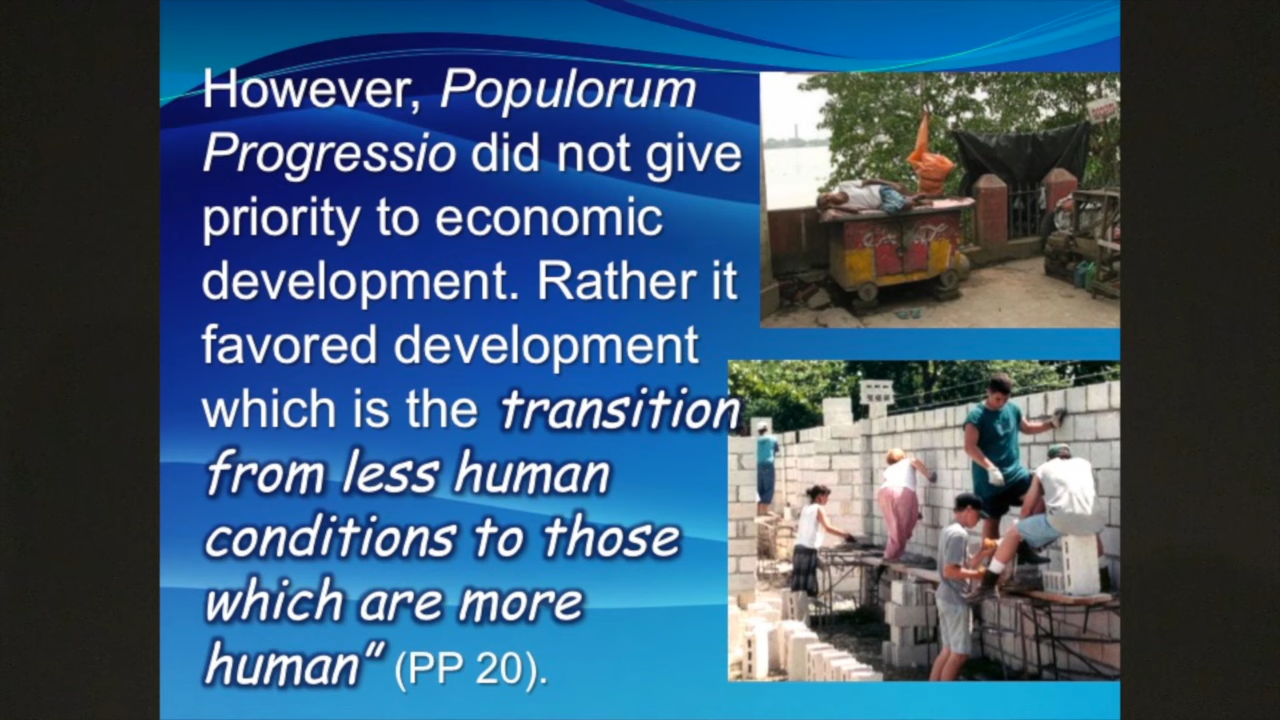 However, Populorum
Progressio did not give
priority to economic
development. Rather it
favored development
which is the transition
from less human
conditions to those
which are more
human” (PP 20).